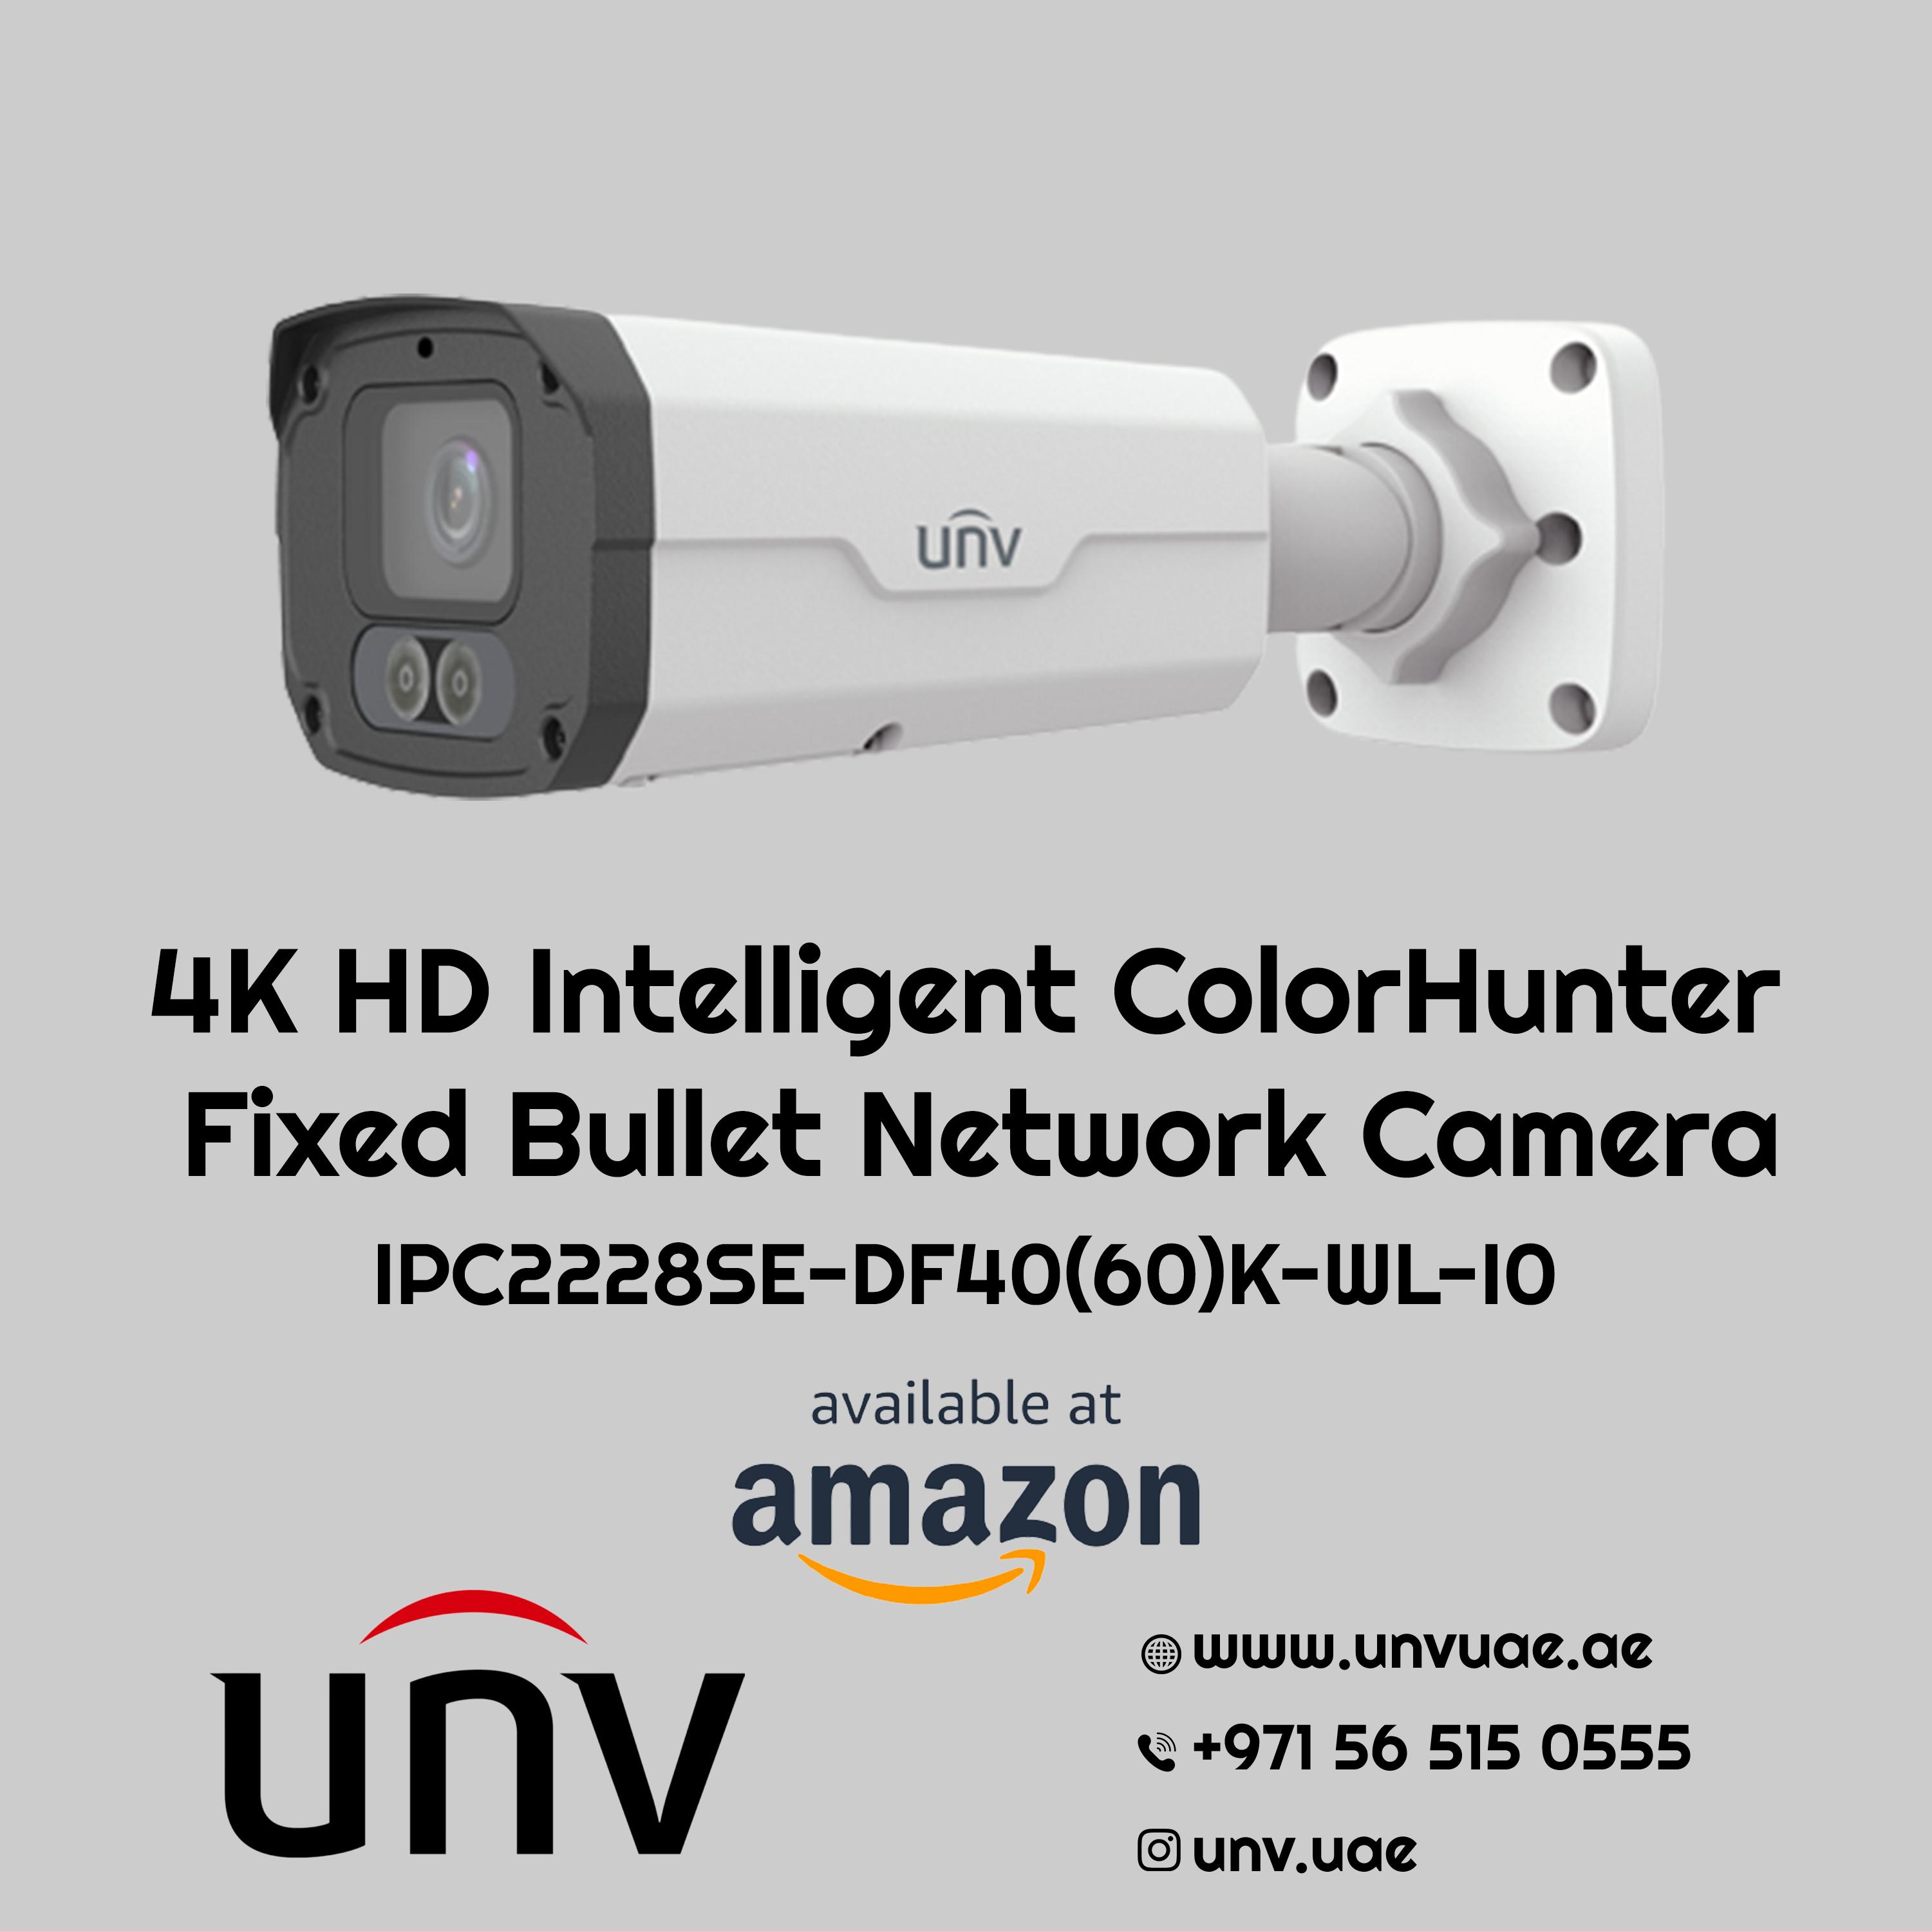 unv
4K HD Intelligent ColorHunter
Fixed Bullet Network Camera
IPC2228SE-DF40(60)K-WL-I0
available at
amazon
unv
www.unvuae.ae
+971 56 515 0555
unv.uae